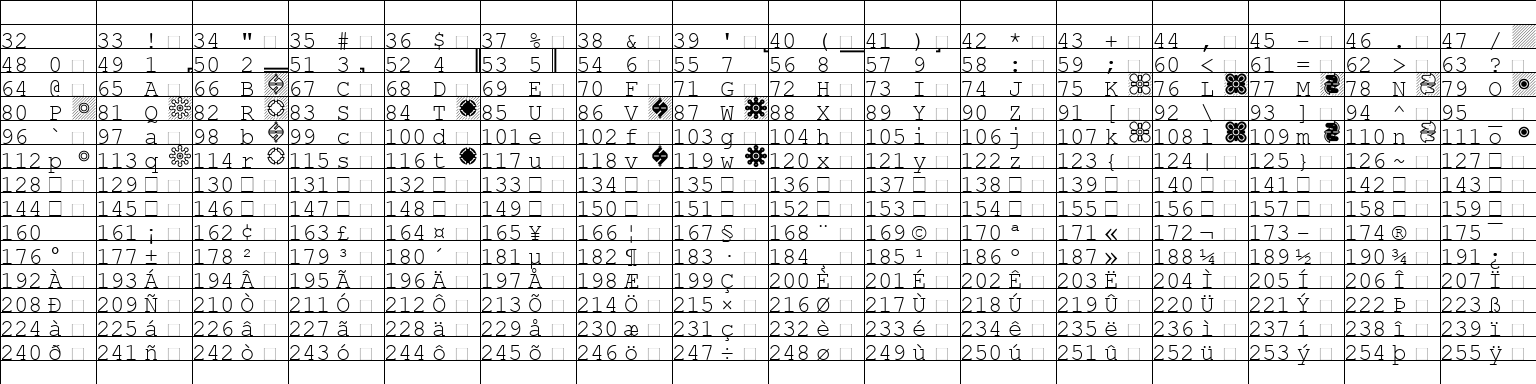 32 33 ! 34 " 35 # 36 $ 37 % 38 & 39 ' 40 ( 41 ) 42 * 43 + 44 , 45 - 46 . 47 /
48 0 49 1 50 2 51 3 52 4 53 5 54 6 55 7 56 8 57 9 58 : 59 ; 60 < 61 = 62 > 63 ?
64 @ 65 A 66 B 67 C 68 D 69 E 70 F 71 G 72 H 73 I 74 J 75 K 76 L 77 M 78 N 79 O
80 P 81 Q 82 R 83 S 84 T 85 U 86 V 87 W 88 X 89 Y 90 Z 91 [ 92 \ 93 ] 94 ^ 95 _
96 ` 97 a 98 b 99 c 100 d 101 e 102 f 103 g 104 h 105 i 106 j 107 k 108 l 109 m 110 n 111 o
112 p 113 q 114 r 115 s 116 t 117 u 118 v 119 w 120 x 121 y 122 z 123 { 124 | 125 } 126 ~ 127
128 129 130 131 132 133 134 135 136 137 138 139 140 141 142 143
144 145 146 147 148 149 150 151 152 153 154 155 156 157 158 159
160 161 ¡ 162 ¢ 163 £ 164 ¤ 165 ¥ 166 ¦ 167 § 168 ¨ 169 © 170 ª 171 « 172 ¬ 173 - 174 ® 175 ¯
176 ° 177 ± 178 ² 179 ³ 180 ´ 181 µ 182 ¶ 183 · 184 ¸ 185 ¹ 186 º 187 » 188 ¼ 189 ½ 190 ¾ 191 ¿
192 À 193 Á 194 Â 195 Ã 196 Ä 197 Å 198 Æ 199 Ç 200 È 201 É 202 Ê 203 Ë 204 Ì 205 Í 206 Î 207 Ï
208 Ð 209 Ñ 210 Ò 211 Ó 212 Ô 213 Õ 214 Ö 215 × 216 Ø 217 Ù 218 Ú 219 Û 220 Ü 221 Ý 222 Þ 223 ß
224 à 225 á 226 â 227 ã 228 ä 229 å 230 æ 231 ç 232 è 233 é 234 ê 235 ë 236 ì 237 í 238 î 239 ï
240 ð 241 ñ 242 ò 243 ó 244 ô 245 õ 246 ö 247 ÷ 248 ø 249 ù 250 ú 251 û 252 ü 253 ý 254 þ 255 ÿ